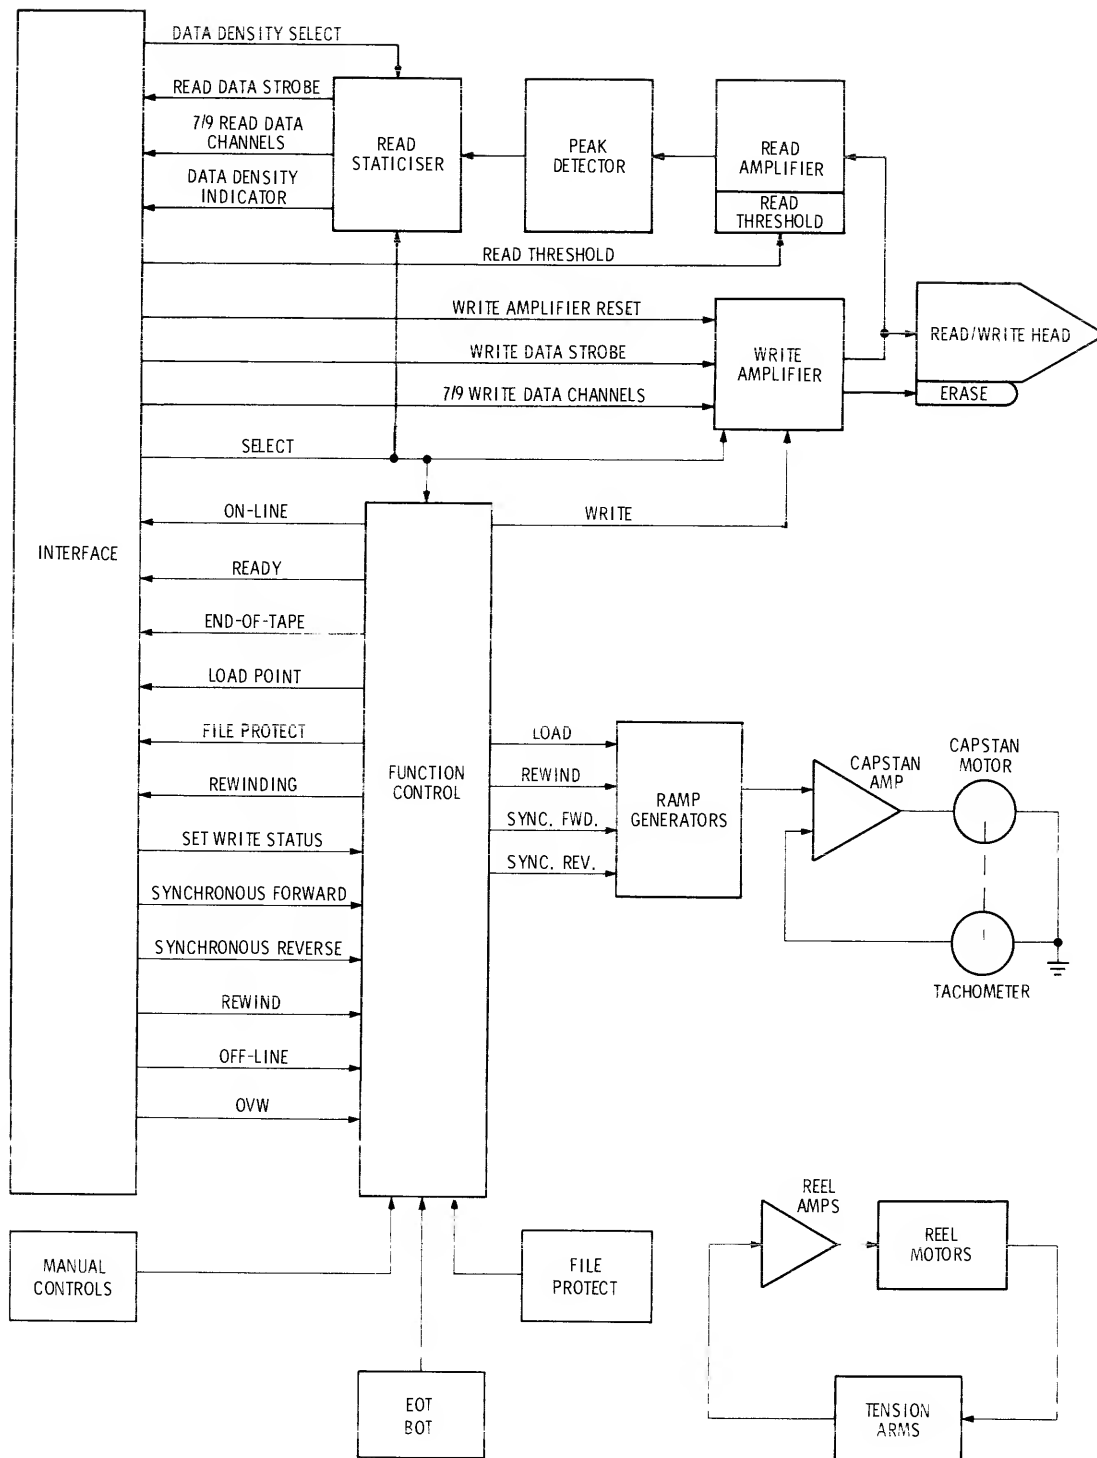 DATA DENSITY SELECT
READ DATA STROBE
7/9 READ DATA
CHANNELS
DATA DENSITY
INDICATOR
READ
STATICISER
PEAK
DETECTOR
READ
AMPLIFIER
READ
THRESHOLD
READ THRESHOLD
WRITE AMPLIFIER RESET
WRITE DATA STROBE
7/9 WRITE DATA CHANNELS
SELECT
WRITE
AMPLIFIER
READ/WRITE HEAD
ERASE
INTERFACE
ON-LINE
READY
END-OF-TAPE
LOAD POINT
FILE PROTECT
REWINDING
SET WRITE STATUS
SYNCHRONOUS FORWARD
SYNCHRONOUS REVERSE
REWIND
OFF-LINE
OVW
FUNCTION
CONTROL
WRITE
LOAD
REWIND
SYNC. FWD.
SYNC. REV.
RAMP
GENERATORS
CAPSTAN
AMP
CAPSTAN
MOTOR
TACHOMETER
MANUAL
CONTROLS
EOT
BOT
FILE
PROTECT
REEL
AMPS
REEL
MOTORS
TENSION
ARMS